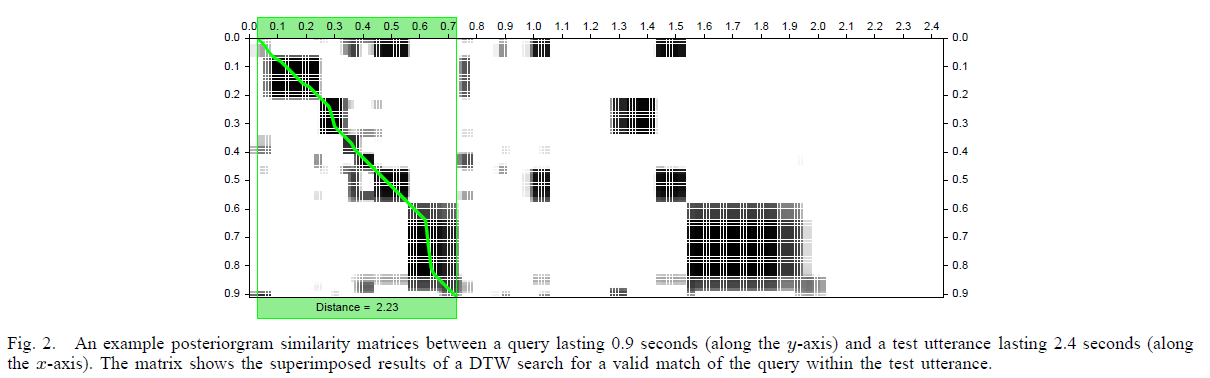 0.0 0.1 0.2 0.3 0.4 0.5 0.6 0.7 0.8 0.9 1.0 1.1 1.2 1.3 1.4 1.5 1.6 1.7 1.8 1.9 2.0 2.1 2.2 2.3 2.4
0.0 0.0
0.1 0.1
0.2 0.2
0.3 0.3
0.4 0.4
0.5 0.5
0.6 0.6
0.7 0.7
0.8 0.8
0.9 0.9
Distance = 2.23
Fig. 2. An example posteriorgram similarity matrices between a query lasting 0.9 seconds (along the y-axis) and a test utterance lasting 2.4 seconds (along
the x-axis). The matrix shows the superimposed results of a DTW search for a valid match of the query within the test utterance.